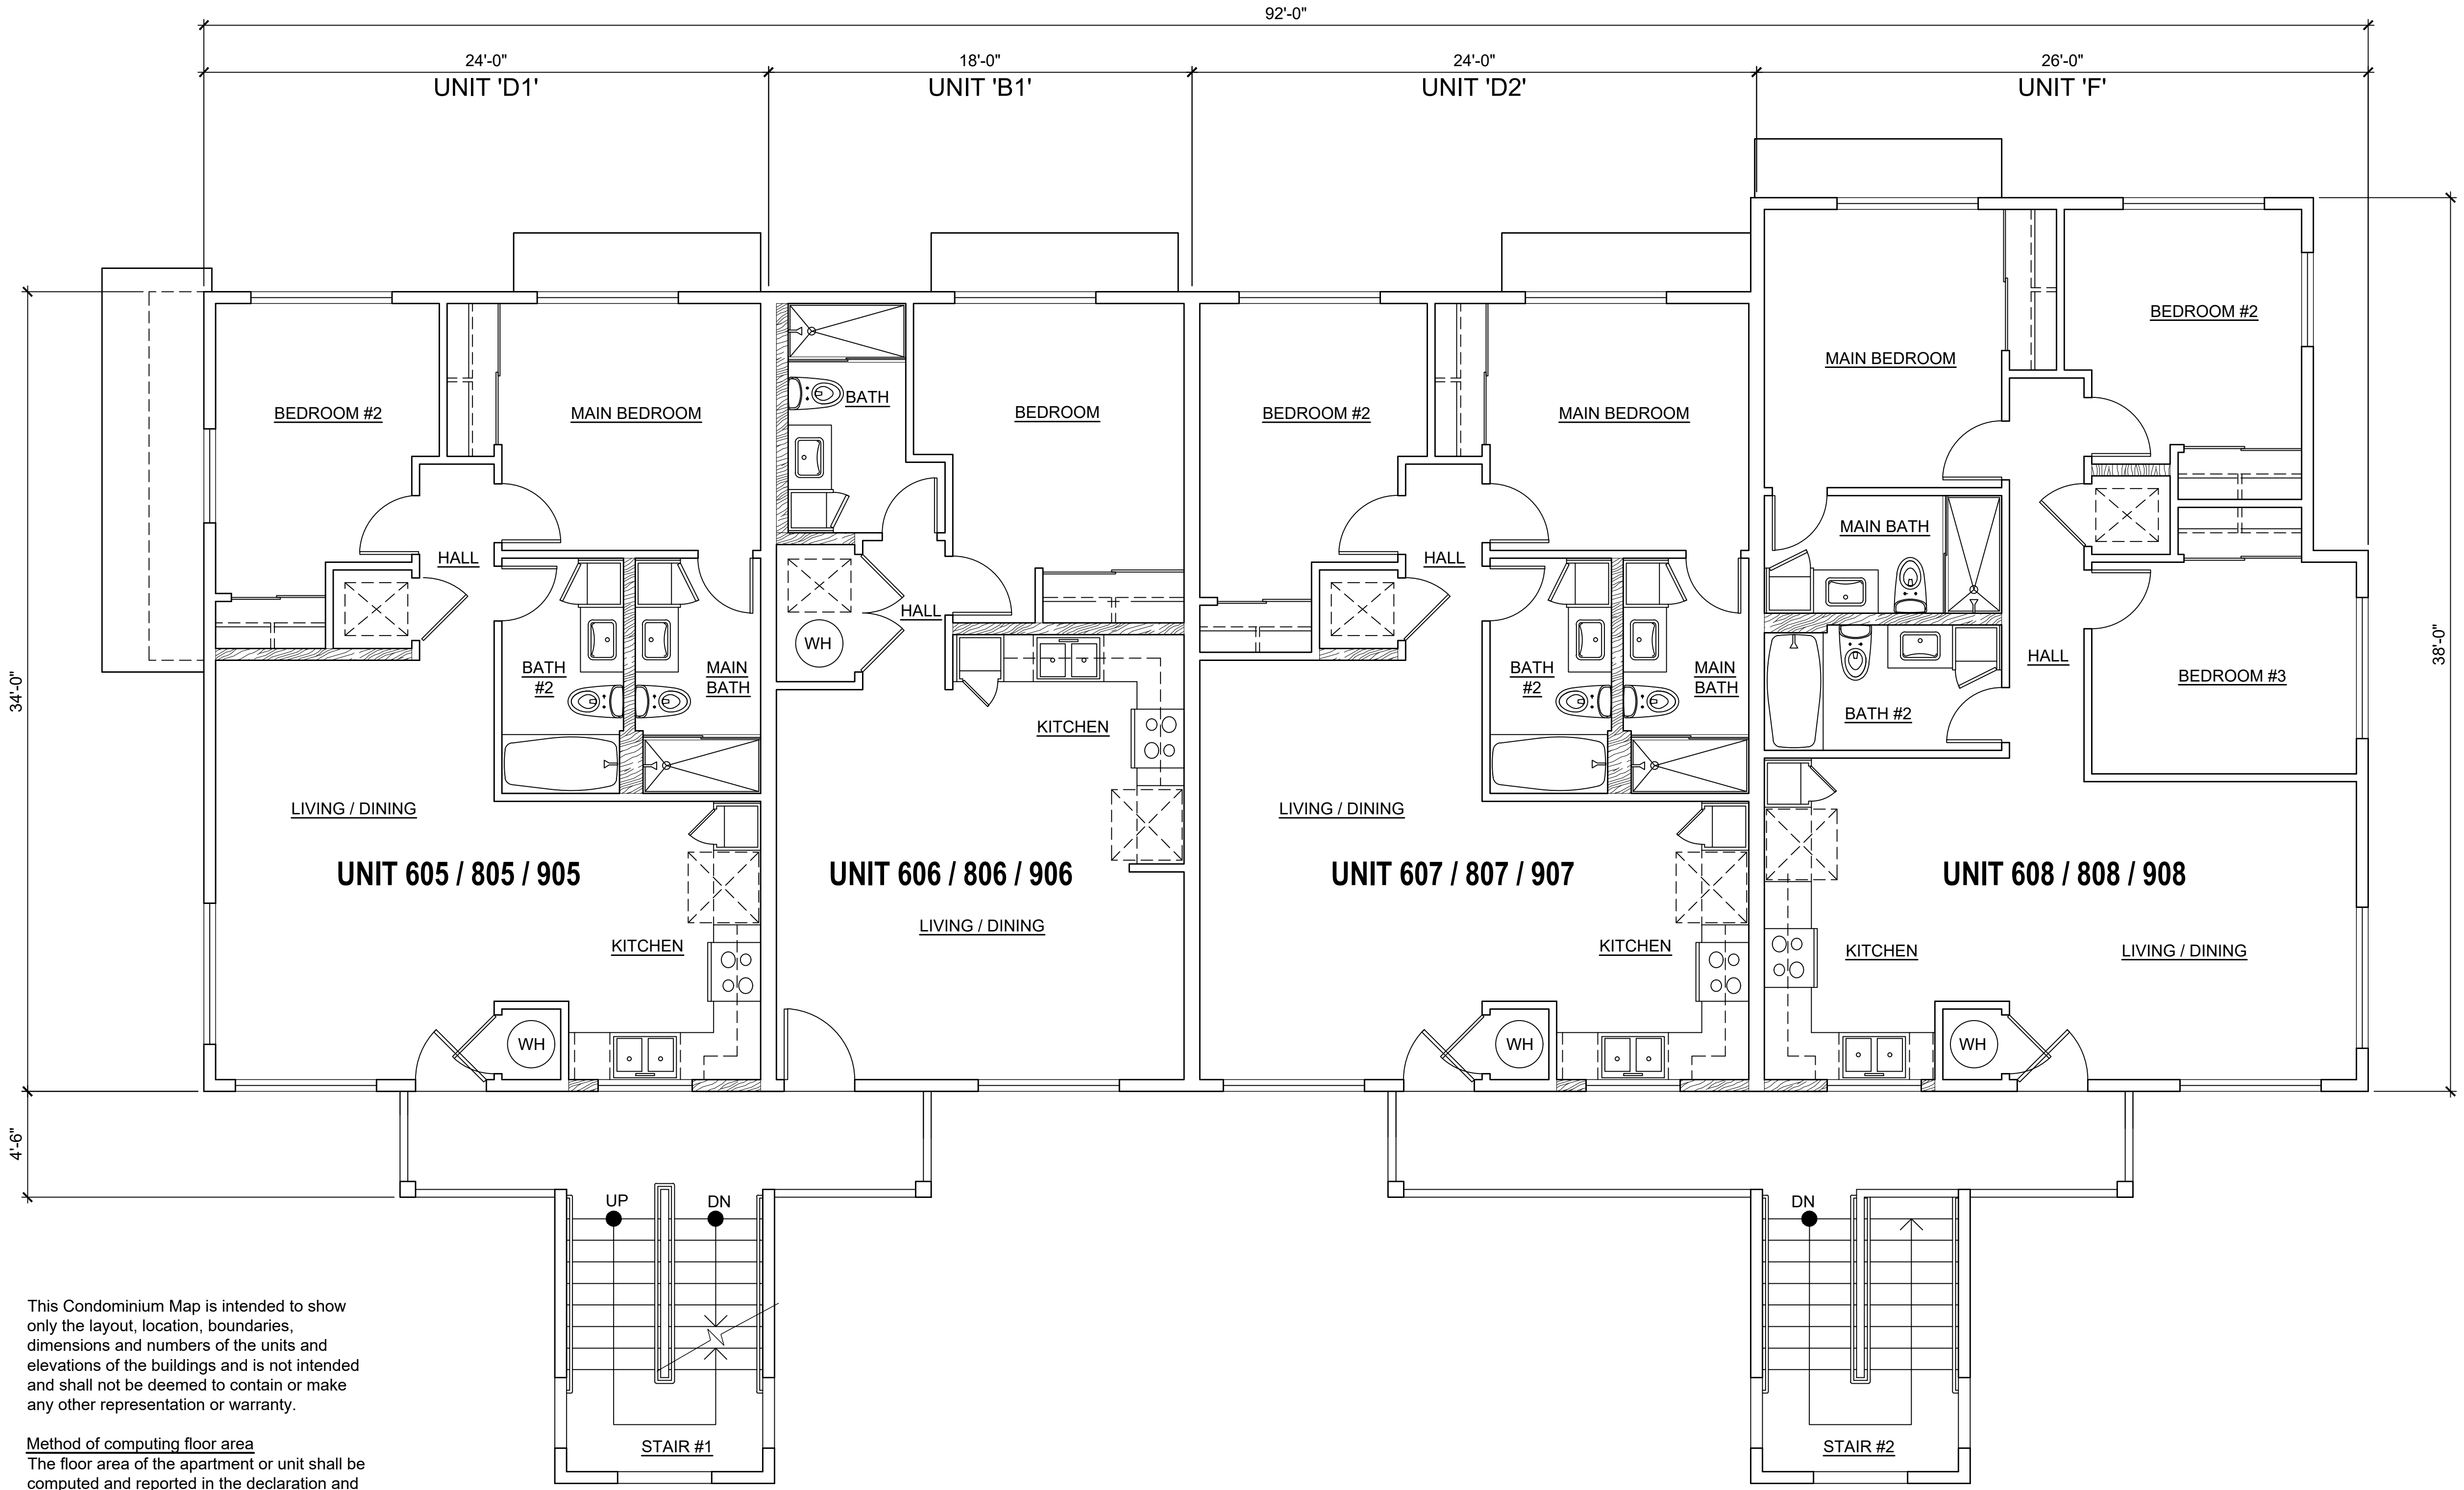 92'-0"
24'-0"
18'-0"
24'-0"
26'-0"
UNIT 'D1'
UNIT 'B1'
UNIT 'D2'
UNIT 'F'
BEDROOM #2
MAIN BEDROOM
HALL
BATH
#2
MAIN
BATH
LIVING / DINING
UNIT 605 / 805 / 905
KITCHEN
WH
BATH
BEDROOM
HALL
WH
KITCHEN
UNIT 606 / 806 / 906
LIVING / DINING
BEDROOM #2
MAIN BEDROOM
HALL
BATH
#2
MAIN
BATH
LIVING / DINING
UNIT 607 / 807 / 907
KITCHEN
WH
MAIN BEDROOM
BEDROOM #2
MAIN BATH
HALL
BATH #2
BEDROOM #3
UNIT 608 / 808 / 908
KITCHEN
LIVING / DINING
WH
34'-0"
38'-0"
4'-6"
UP
DN
STAIR #1
DN
STAIR #2
This Condominium Map is intended to show
only the layout, location, boundaries,
dimensions and numbers of the units and
elevations of the buildings and is not intended
and shall not be deemed to contain or make
any other representation or warranty.
Method of computing floor area
The floor area of the apartment or unit shall be
computed and reported in the declaration and